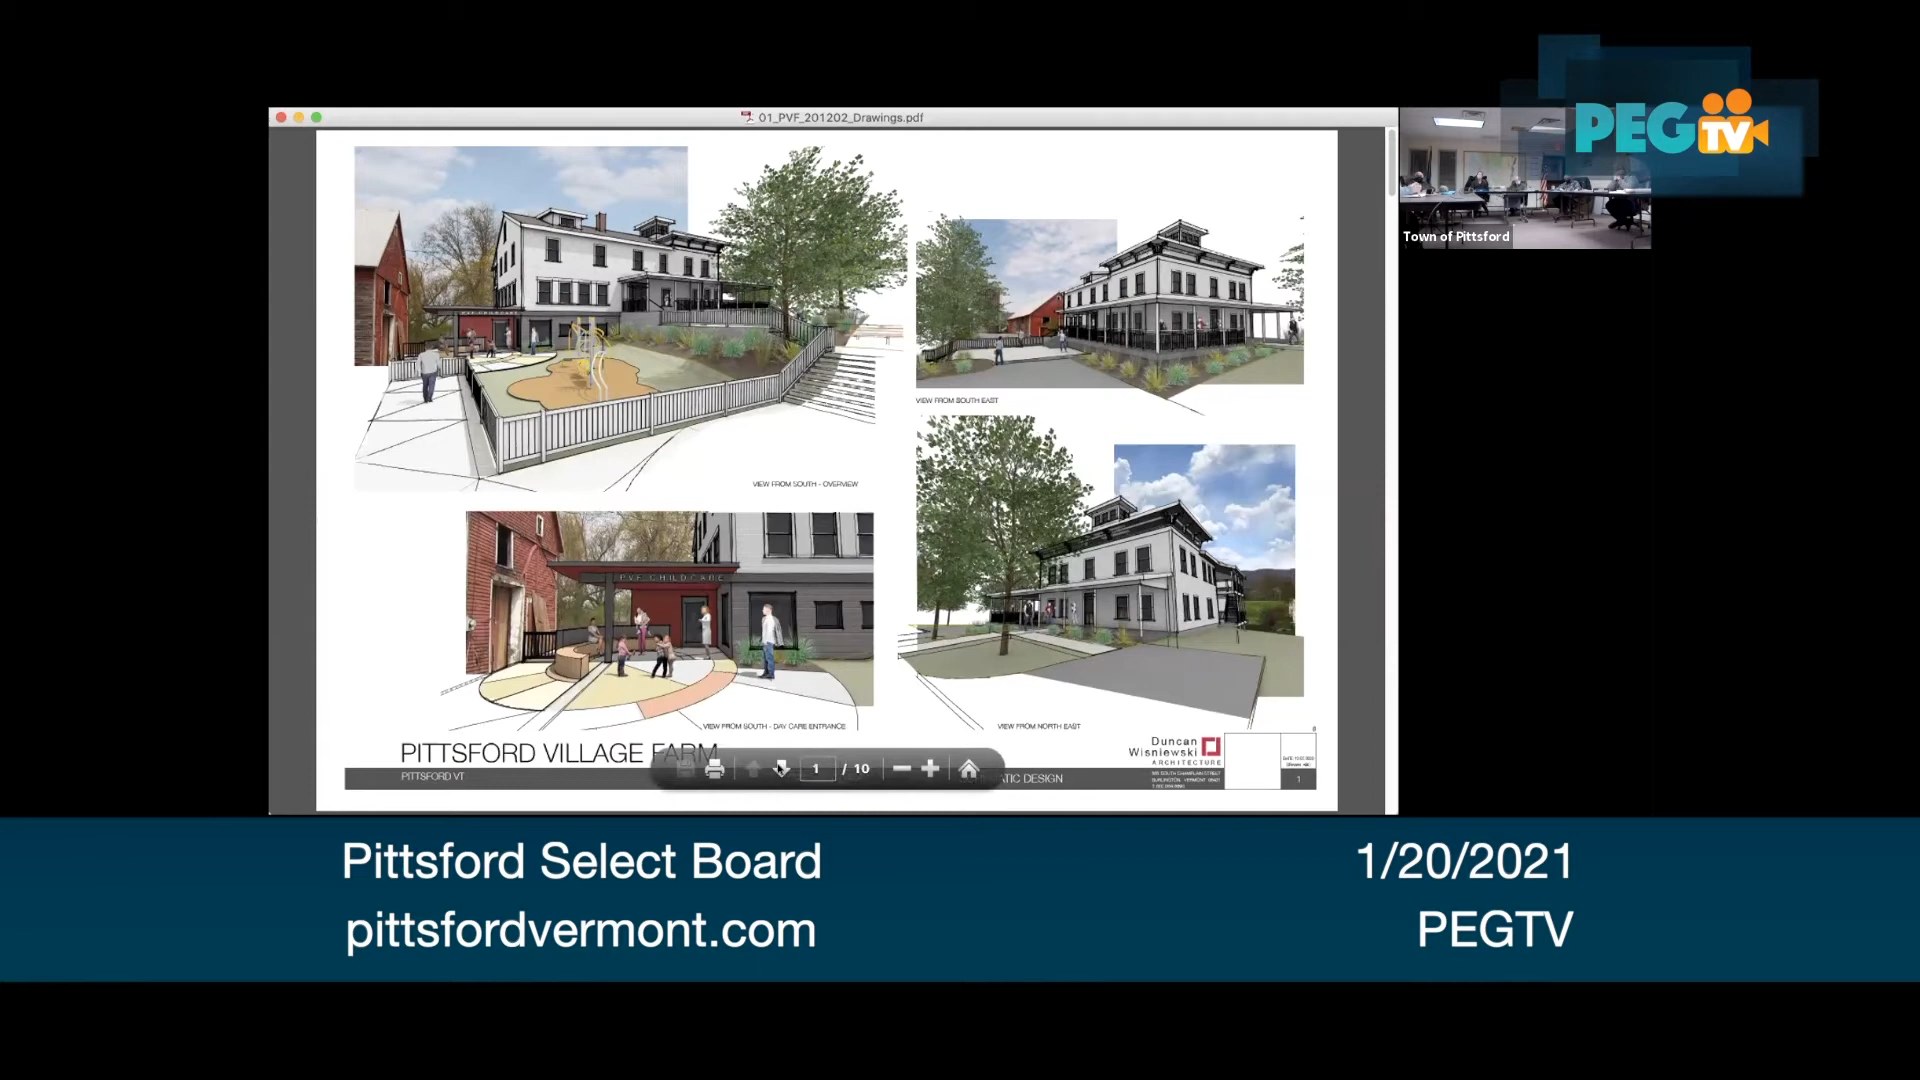 01_PVF_201202_Drawings.pdf
PEG TV
Town of Pittsford
VIEW FROM SOUTH EAST
VIEW FROM SOUTH - OVERVIEW
PVF CHILDCARE
VIEW FROM SOUTH - DAY CARE ENTRANCE
VIEW FROM NORTH EAST
PITTSFORD VILLAGE FARM
PITTSFORD VT
1 / 10
DESIGN
Duncan
Wisniewski
ARCHITECTURE
1
Pittsford Select Board
1/20/2021
pittsfordvermont.com
PEGTV